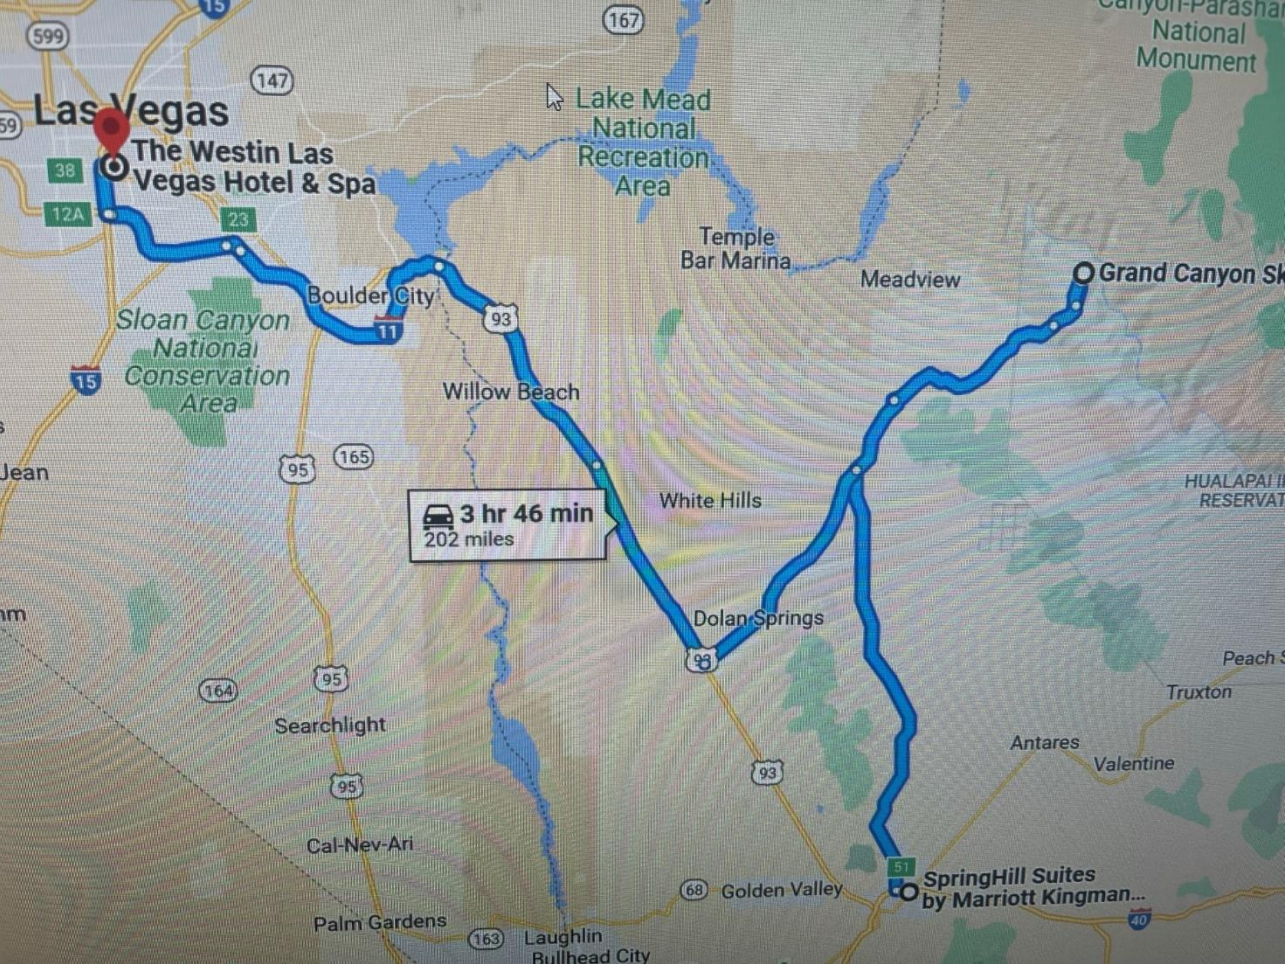 15
Canyon-Parasha
National
Monument
167
599
147
Las Vegas
59
Lake Mead
National
Recreation
Area
The Westin Las
Vegas Hotel & Spa
38
12A
23
Temple
Bar Marina
Meadview
Grand Canyon Sk
Boulder City
11
93
Sloan Canyon
National
Conservation
Area
15
Willow Beach
95
165
Jean
HUALAPAI I
RESERVAT
3 hr 46 min
202 miles
White Hills
Dolan Springs
93
95
164
Peach S
Truxton
Searchlight
Antares
Valentine
93
95
Cal-Nev-Ari
51
SpringHill Suites
by Marriott Kingman...
68
Golden Valley
40
Palm Gardens
163
Laughlin
Bullhead City